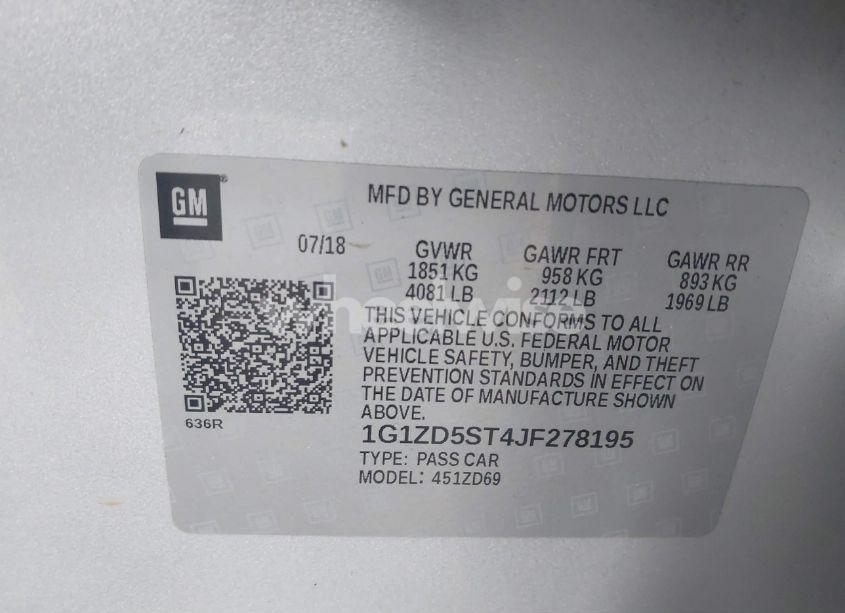 GM
MFD BY GENERAL MOTORS LLC
07/18
GVWR
1851 KG
4081 LB
GAWR FRT
958 KG
2112 LB
GAWR RR
893 KG
1969 LB
THIS VEHICLE CONFORMS TO ALL
APPLICABLE U.S. FEDERAL MOTOR
VEHICLE SAFETY, BUMPER, AND THEFT
PREVENTION STANDARDS IN EFFECT ON
THE DATE OF MANUFACTURE SHOWN
ABOVE.
636R
1G1ZD5ST4JF278195
TYPE: PASS CAR
MODEL: 451ZD69